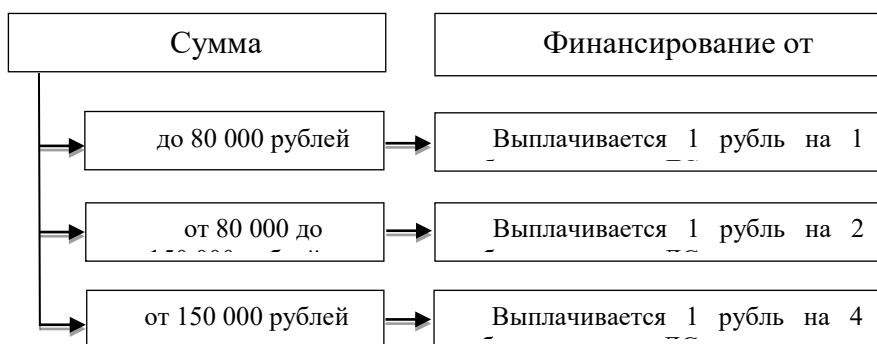 Сумма
Финансирование от
до 80 000 рублей
Выплачивается 1 рубль на 1
от 80 000 до
Выплачивается 1 рубль на 2
от 150 000 рублей
Выплачивается 1 рубль на 4